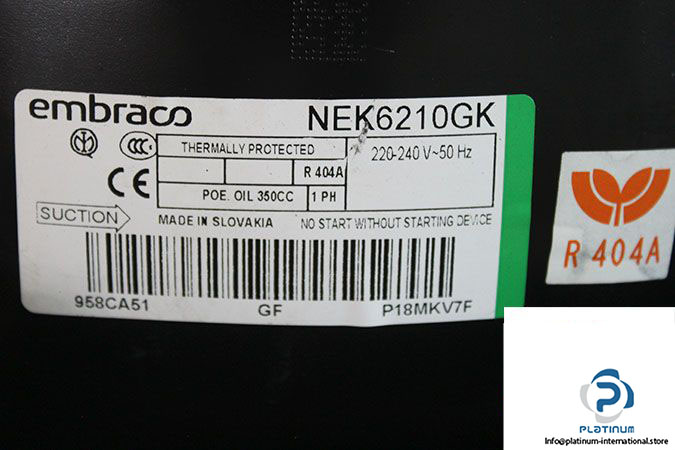 embraco NEK6210GK
THERMALLY PROTECTED
220-240 V~50 Hz
R 404A
POE. OIL 350CC 1 PH
CE
SUCTION
MADE IN SLOVAKIA NO START WITHOUT STARTING DEVICE
958CA51 GF P18MKV7F
R 404A
P
PLATINUM
Info@platinum-international.store